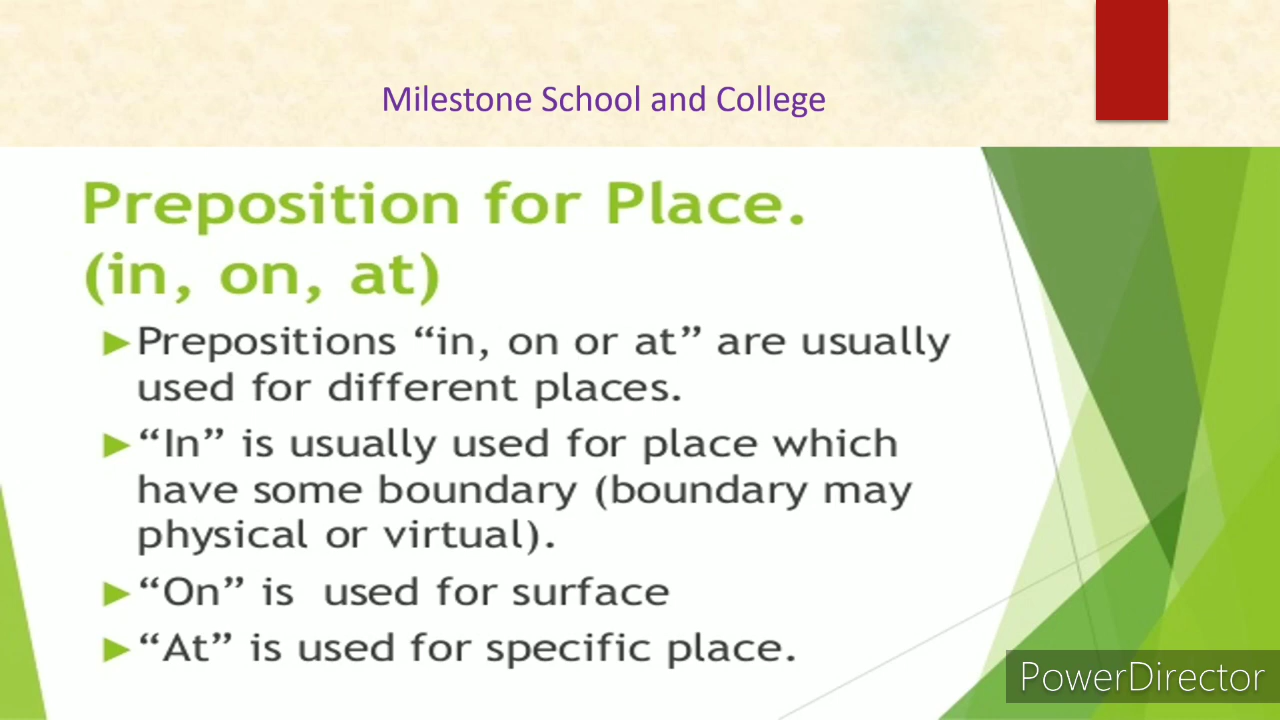 Milestone School and College
Preposition for Place.
(in, on, at)
►Prepositions “in, on or at” are usually
used for different places.
►“In” is usually used for place which
have some boundary (boundary may
physical or virtual).
►“On” is  used for surface
►“At” is used for specific place.
PowerDirector